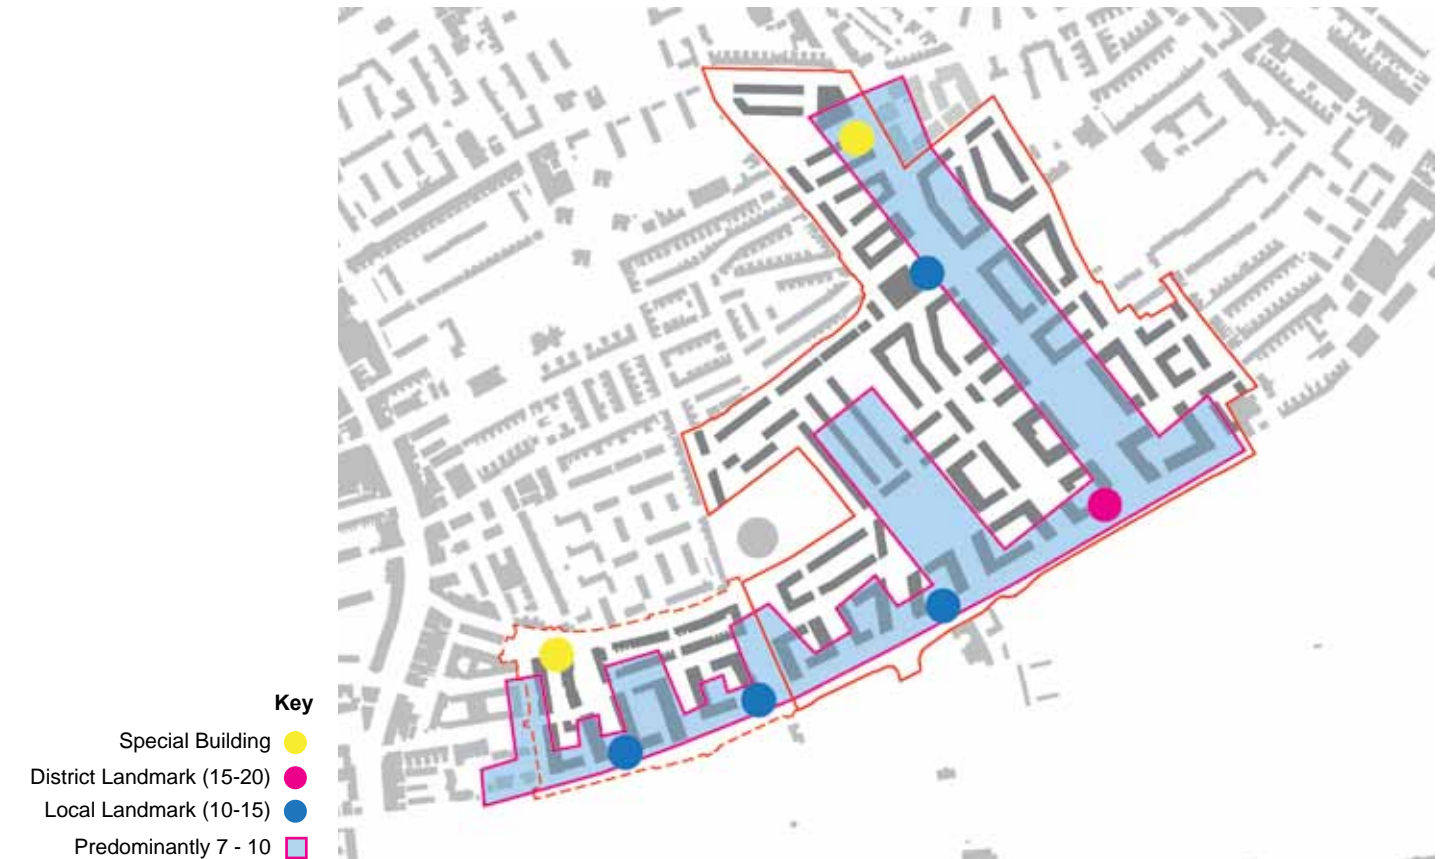 Key
Special Building
District Landmark (15-20)
Local Landmark (10-15)
Predominantly 7 - 10